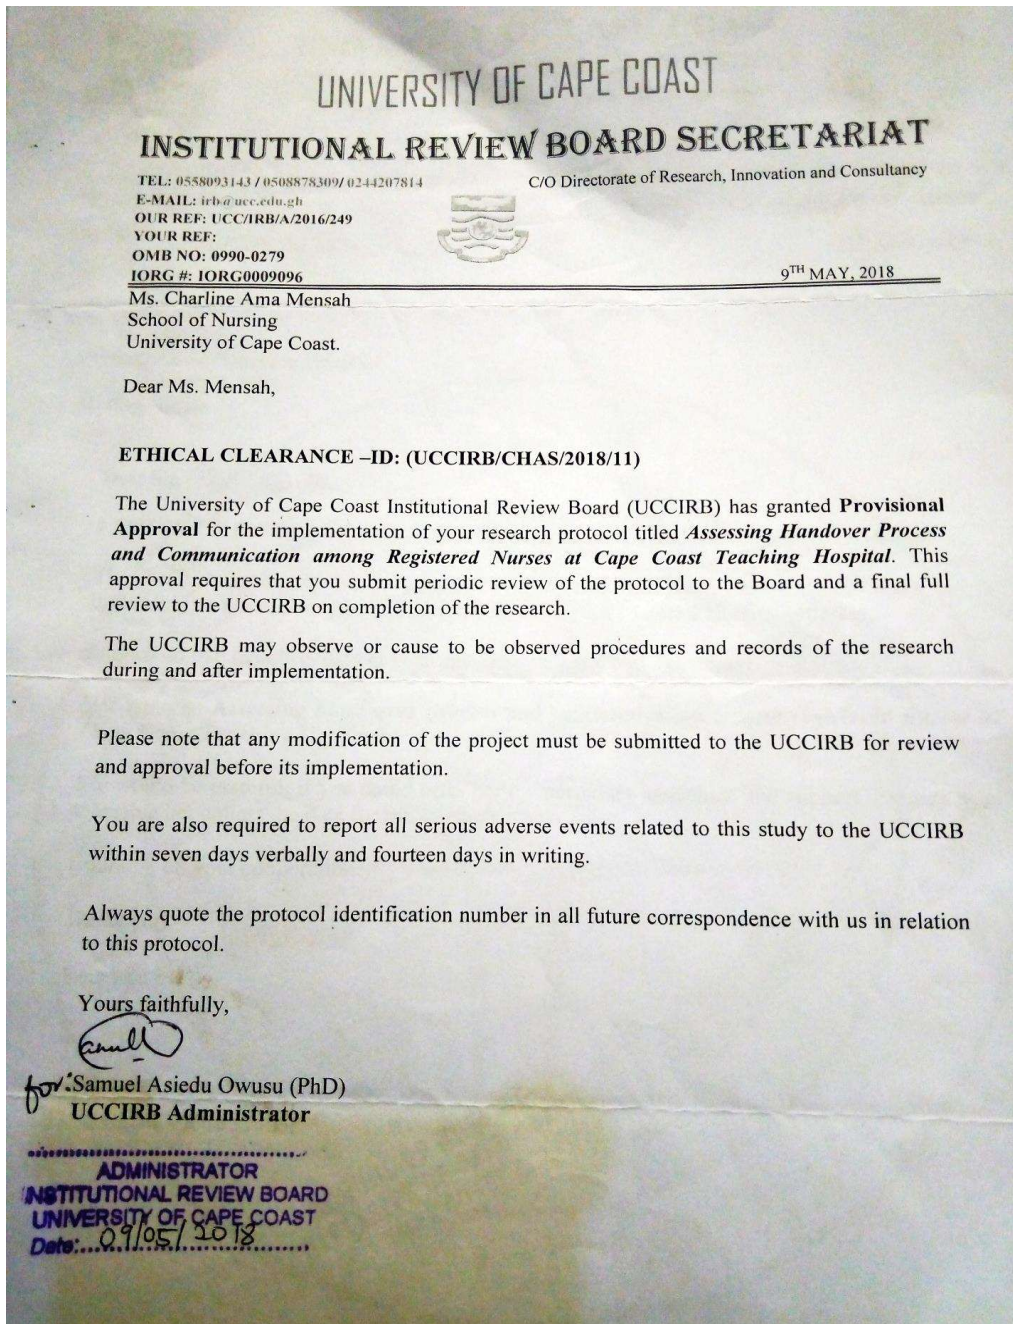 UNIVERSITY OF CAPE COAST
INSTITUTIONAL REVIEW BOARD SECRETARIAT
TEL: 0558093143 / 0508878309/ 0244207814
C/O Directorate of Research, Innovation and Consultancy
E-MAIL: irb@ucc.edu.gh
OUR REF: UCC/IRB/A/2016/249
YOUR REF:
OMB NO: 0990-0279
IORG #: IORG0009096
9TH MAY, 2018
Ms. Charline Ama Mensah
School of Nursing
University of Cape Coast.
Dear Ms. Mensah,
ETHICAL CLEARANCE –ID: (UCCIRB/CHAS/2018/11)
The University of Cape Coast Institutional Review Board (UCCIRB) has granted Provisional
Approval for the implementation of your research protocol titled Assessing Handover Process
and Communication among Registered Nurses at Cape Coast Teaching Hospital. This
approval requires that you submit periodic review of the protocol to the Board and a final full
review to the UCCIRB on completion of the research.
The UCCIRB may observe or cause to be observed procedures and records of the research
during and after implementation.
Please note that any modification of the project must be submitted to the UCCIRB for review
and approval before its implementation.
You are also required to report all serious adverse events related to this study to the UCCIRB
within seven days verbally and fourteen days in writing.
Always quote the protocol identification number in all future correspondence with us in relation
to this protocol.
Yours faithfully,
for: Samuel Asiedu Owusu (PhD)
UCCIRB Administrator
ADMINISTRATOR
INSTITUTIONAL REVIEW BOARD
UNIVERSITY OF CAPE COAST
Date:....09/05/2018